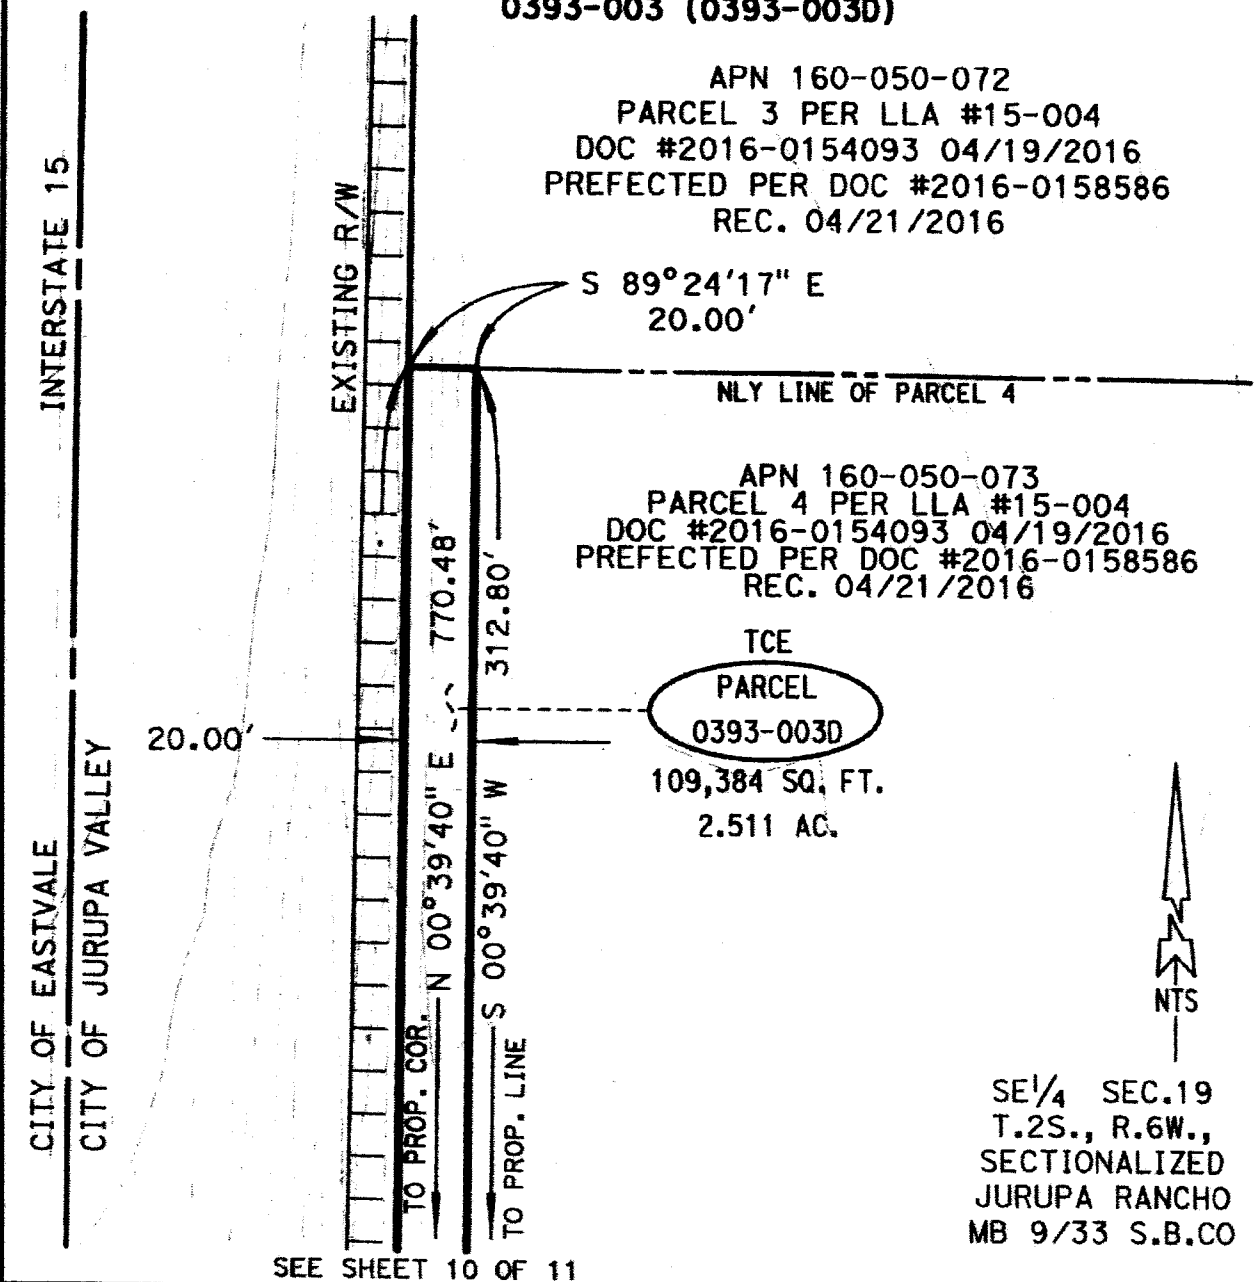 0393-003 (0393-003D)
APN 160-050-072
PARCEL 3 PER LLA #15-004
DOC #2016-0154093 04/19/2016
PREFECTED PER DOC #2016-0158586
REC. 04/21/2016
INTERSTATE 15
EXISTING R/W
S 89°24'17" E
20.00'
NLY LINE OF PARCEL 4
APN 160-050-073
PARCEL 4 PER LLA #15-004
DOC #2016-0154093 04/19/2016
PREFECTED PER DOC #2016-0158586
REC. 04/21/2016
N 00°39'40" E 770.48'
S 00°39'40" W 312.80'
TCE
PARCEL
0393-003D
109,384 SQ. FT.
2.511 AC.
20.00'
CITY OF EASTVALE
CITY OF JURUPA VALLEY
TO PROP. COR.
TO PROP. LINE
N
NTS
SE1/4 SEC.19
T.2S., R.6W.,
SECTIONALIZED
JURUPA RANCHO
MB 9/33 S.B.CO
SEE SHEET 10 OF 11